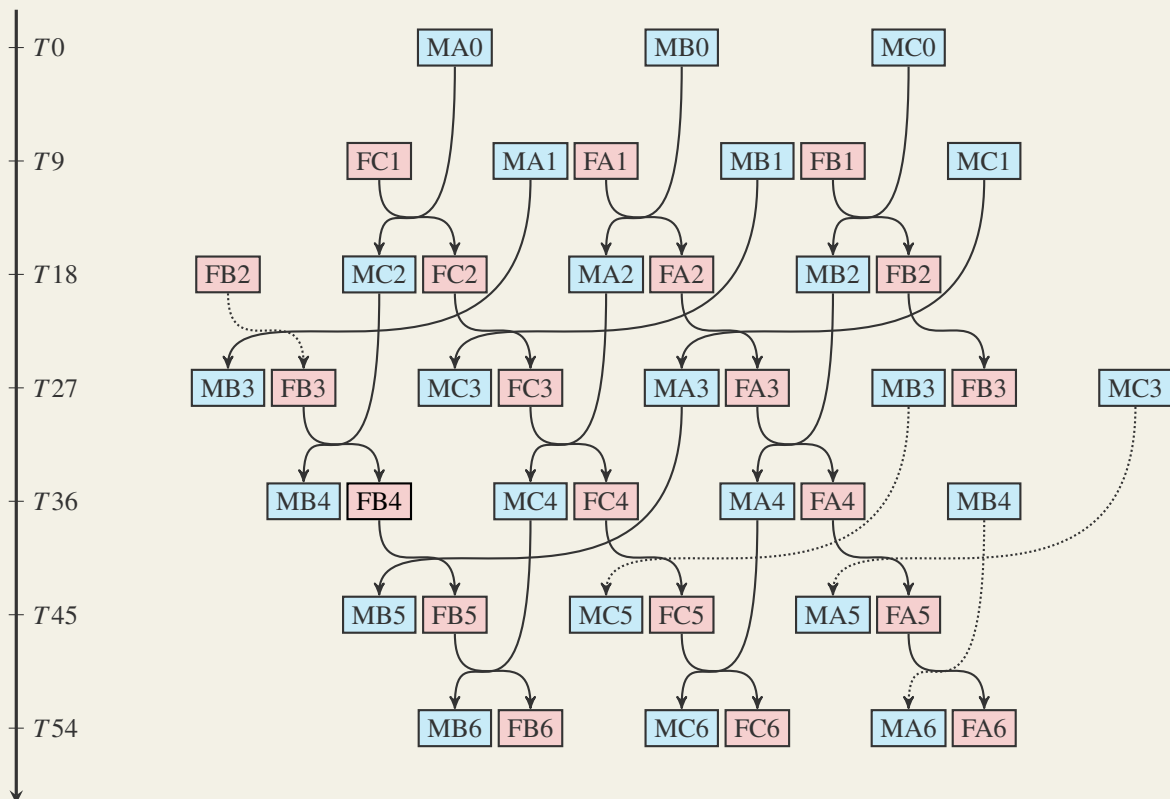 T0 MA0 MB0 MC0
T9 FC1 MA1 FA1 MB1 FB1 MC1
T18 FB2 MC2 FC2 MA2 FA2 MB2 FB2
T27 MB3 FB3 MC3 FC3 MA3 FA3 MB3 FB3 MC3
T36 MB4 FB4 MC4 FC4 MA4 FA4 MB4
T45 MB5 FB5 MC5 FC5 MA5 FA5
T54 MB6 FB6 MC6 FC6 MA6 FA6